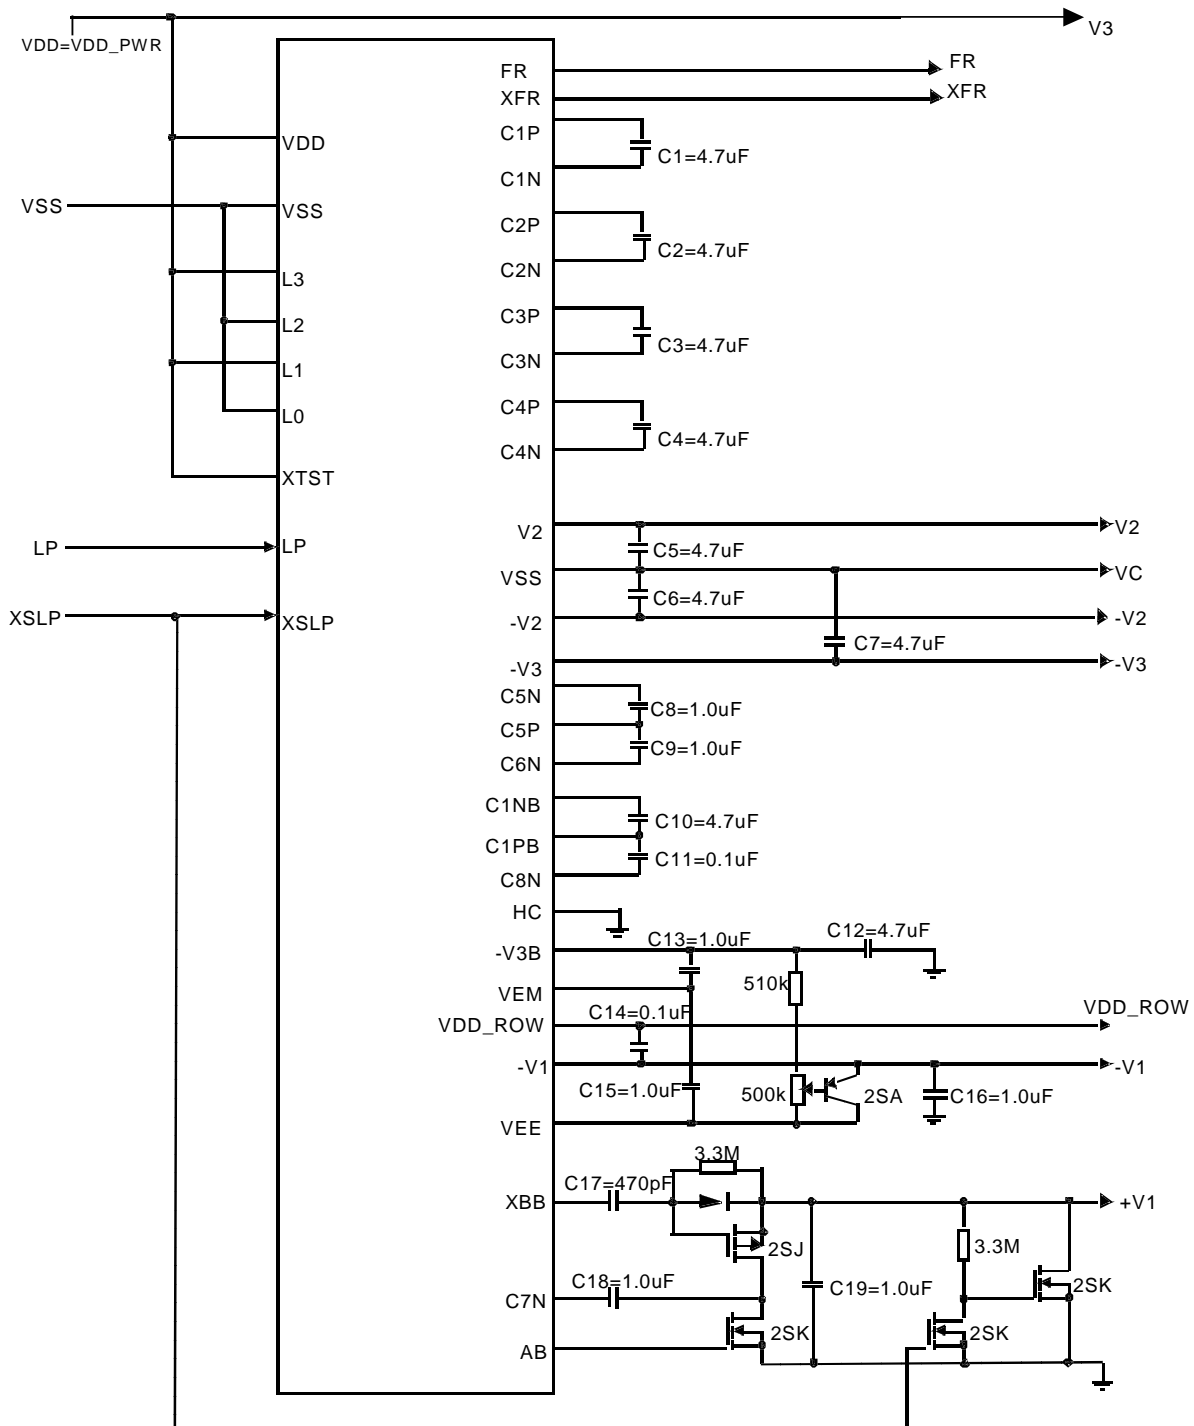 V3
VDD=VDD_PWR
FR
FR
XFR
XFR
C1P
C1=4.7uF
C1N
VDD
VSS
VSS
C2P
C2=4.7uF
C2N
L3
L2
C3P
C3=4.7uF
C3N
L1
L0
C4P
C4=4.7uF
C4N
XTST
V2
V2
LP
LP
C5=4.7uF
VSS
VC
C6=4.7uF
XSLP
XSLP
-V2
-V2
C7=4.7uF
-V3
-V3
C5N
C8=1.0uF
C5P
C9=1.0uF
C6N
C1NB
C10=4.7uF
C1PB
C11=0.1uF
C8N
HC
C12=4.7uF
C13=1.0uF
-V3B
510k
VEM
C14=0.1uF
VDD_ROW
VDD_ROW
-V1
-V1
C15=1.0uF
500k
2SA
C16=1.0uF
VEE
3.3M
C17=470pF
XBB
+V1
2SJ
3.3M
C18=1.0uF
C19=1.0uF
2SK
C7N
2SK
2SK
AB